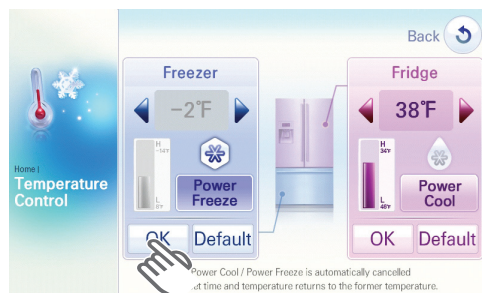 Back
Freezer
-2°F
H
-14°F
L
8°F
Power
Freeze
OK
Default
Fridge
38°F
H
34°F
L
46°F
Power
Cool
OK
Default
Home |
Temperature
Control
Power Cool / Power Freeze is automatically cancelled
time and temperature returns to the former temperature.